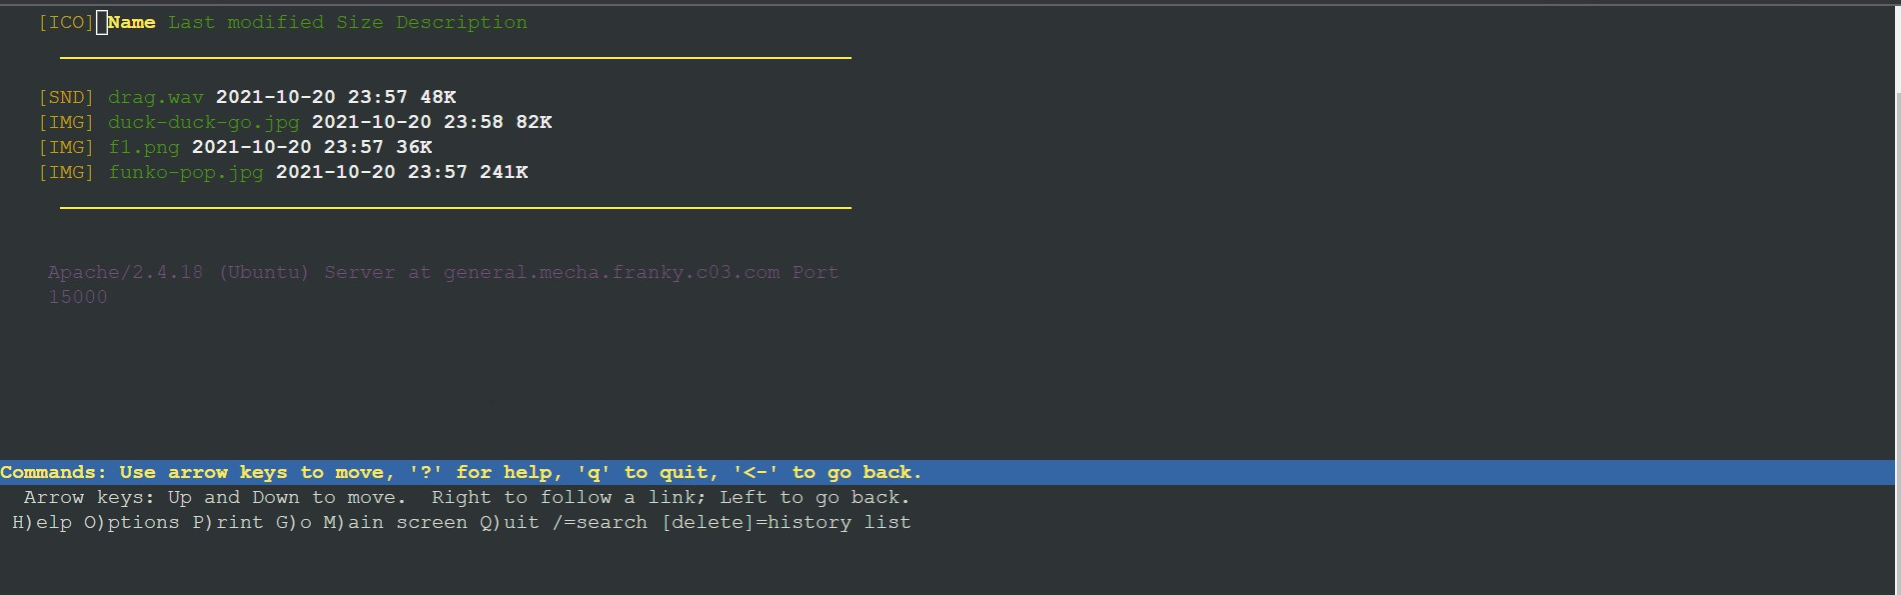 [ICO] Name Last modified Size Description
[SND] drag.wav 2021-10-20 23:57 48K
[IMG] duck-duck-go.jpg 2021-10-20 23:58 82K
[IMG] f1.png 2021-10-20 23:57 36K
[IMG] funko-pop.jpg 2021-10-20 23:57 241K
Apache/2.4.18 (Ubuntu) Server at general.mecha.franky.c03.com Port
15000
Commands: Use arrow keys to move, '?' for help, 'q' to quit, '<-' to go back.
Arrow keys: Up and Down to move.  Right to follow a link; Left to go back.
H)elp O)ptions P)rint G)o M)ain screen Q)uit /=search [delete]=history list